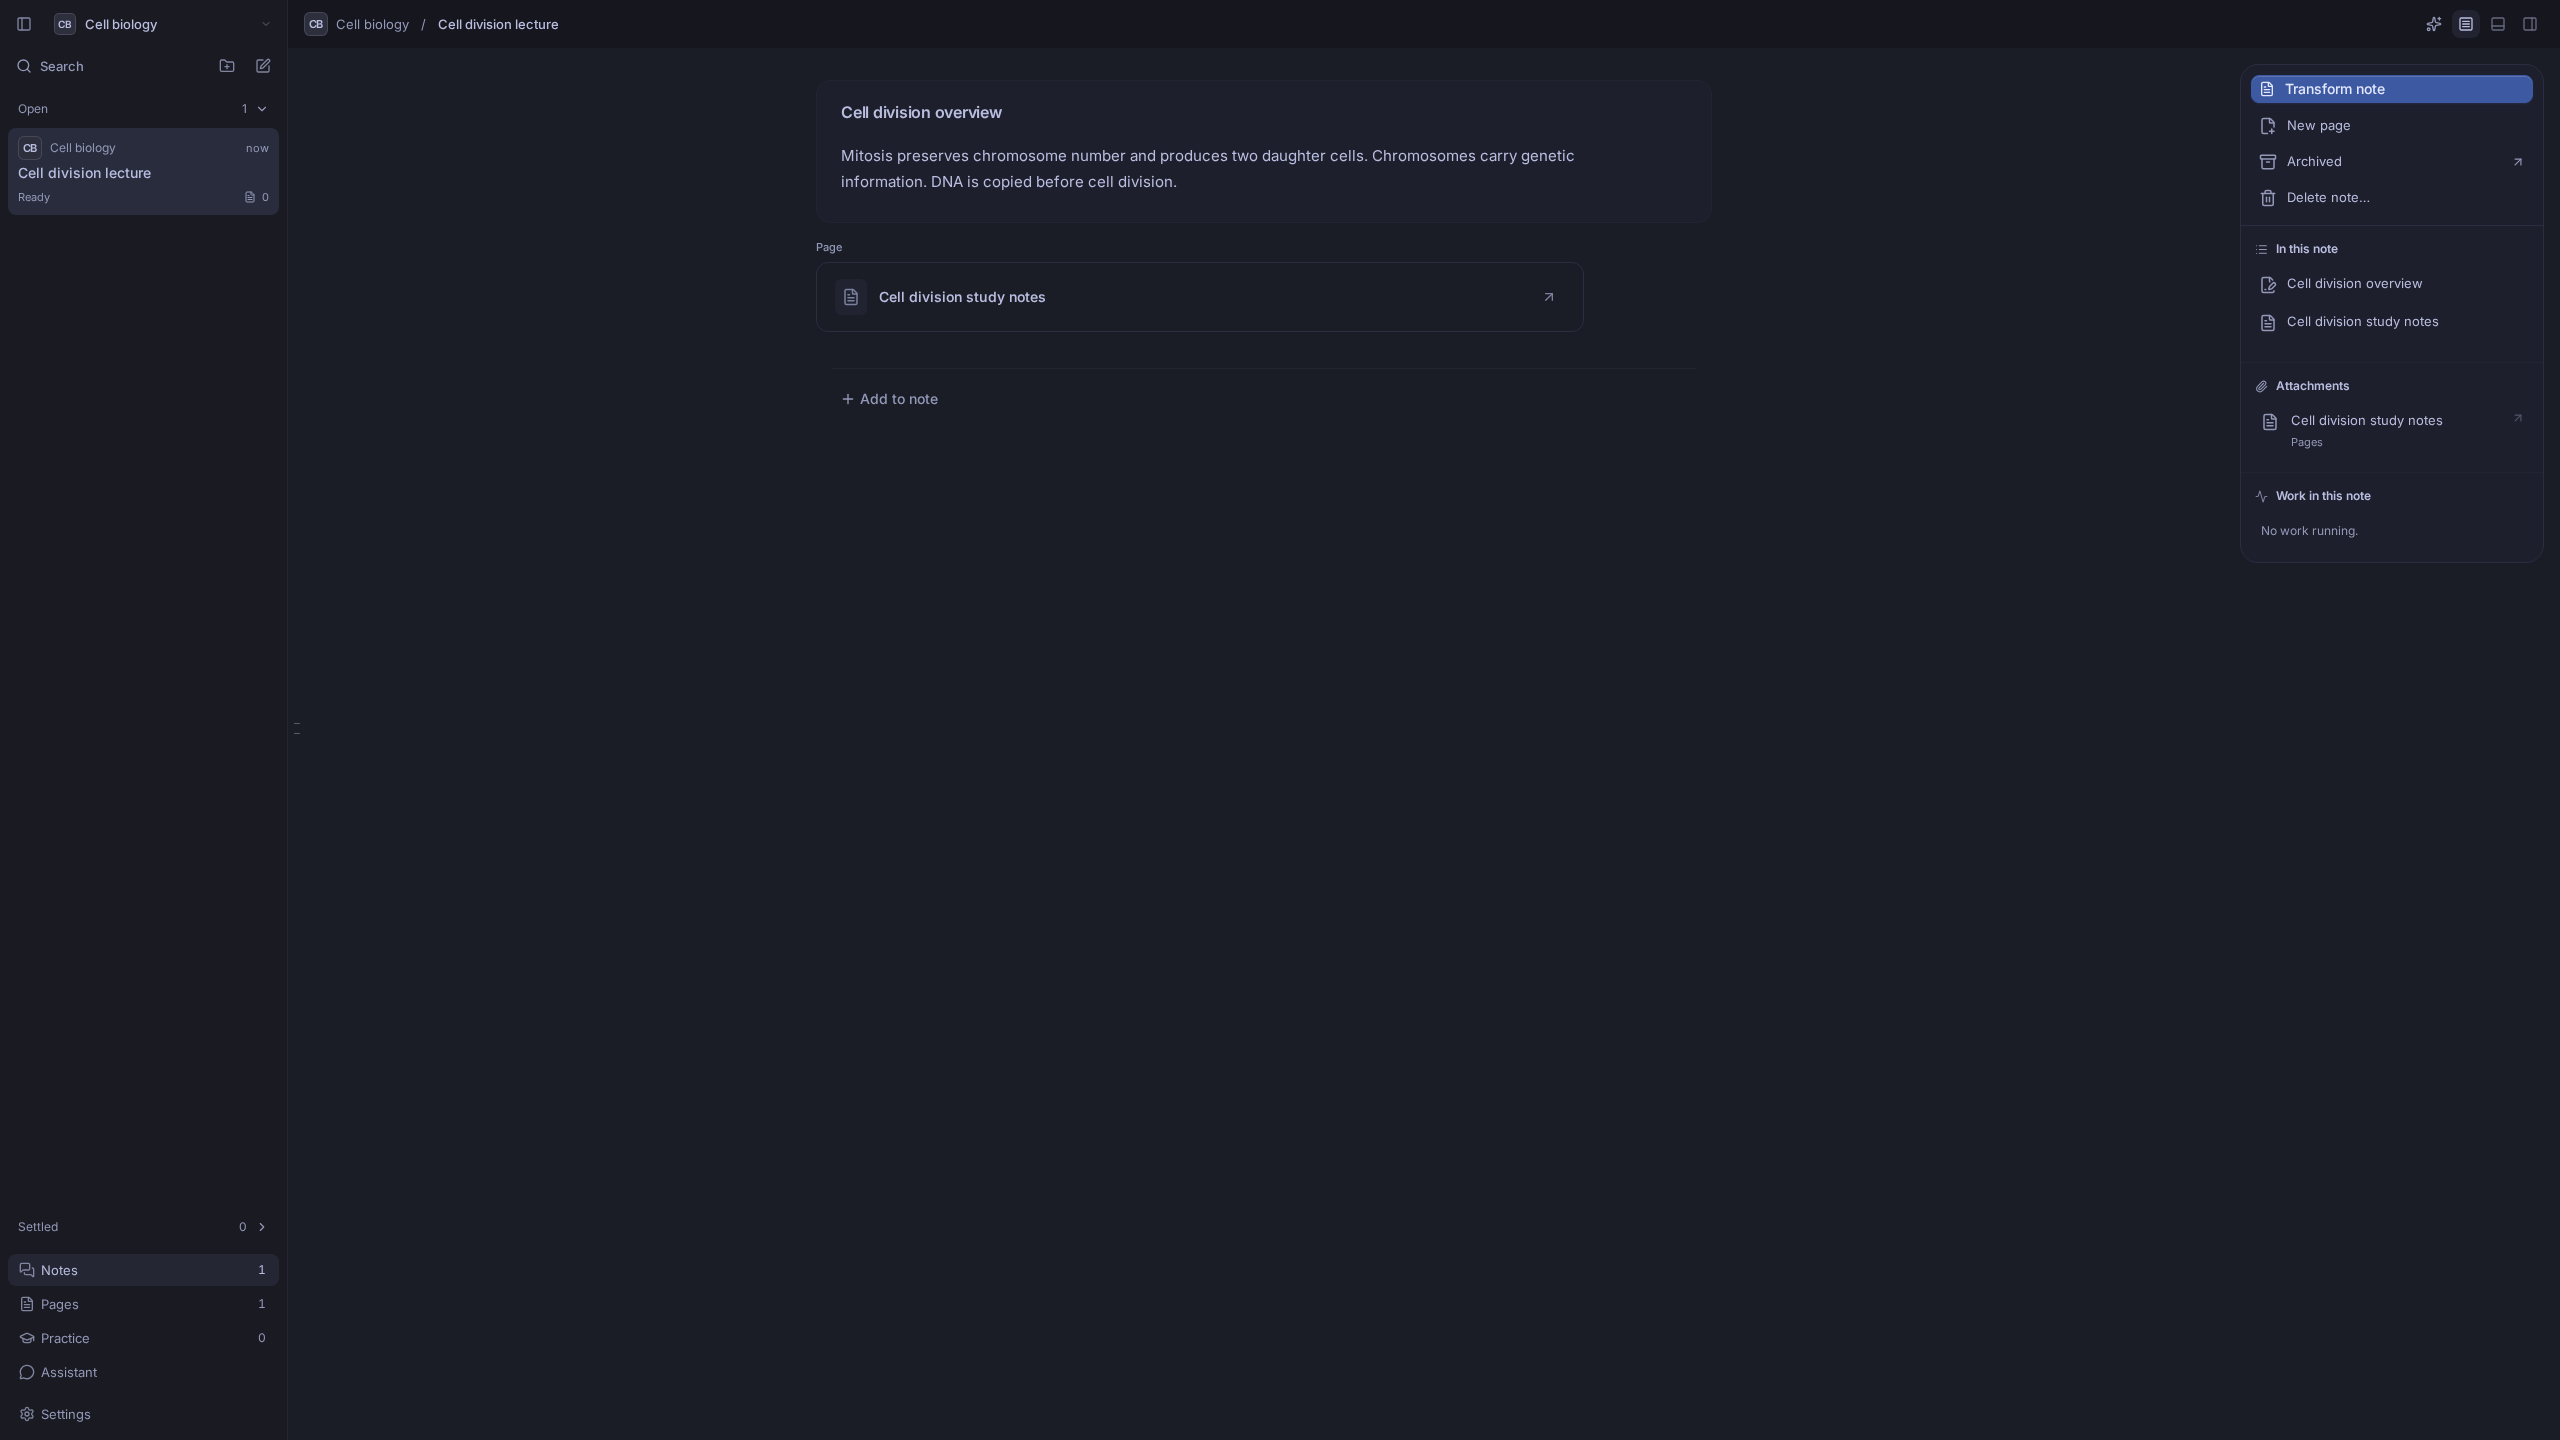 CB Cell biology
Search
Open 1
CB Cell biology now
Cell division lecture
Ready 0
Settled 0
Notes 1
Pages 1
Practice 0
Assistant
Settings
CB Cell biology / Cell division lecture
Cell division overview
Mitosis preserves chromosome number and produces two daughter cells. Chromosomes carry genetic
information. DNA is copied before cell division.
Page
Cell division study notes
Add to note
Transform note
New page
Archived
Delete note...
In this note
Cell division overview
Cell division study notes
Attachments
Cell division study notes
Pages
Work in this note
No work running.